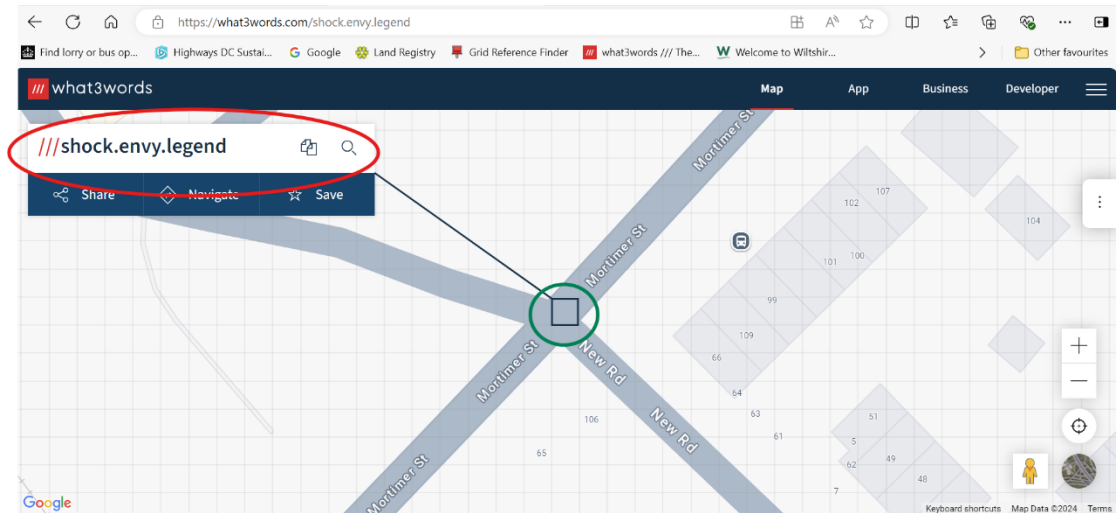 https://what3words.com/shock.envy.legend
Find lorry or bus op... Highways DC Sustai... Google Land Registry Grid Reference Finder what3words /// The... Welcome to Wiltshir... Other favourites
/// what3words Map App Business Developer
///shock.envy.legend
Share Navigate Save
Mortimer St
Mortimer St
Mortimer St
Mortimer St
New Rd
New Rd
107
102
104
101 100
99
109
66
64
63
61
106
65
51
5
49
62
48
7
Google
Keyboard shortcuts Map Data ©2024 Terms